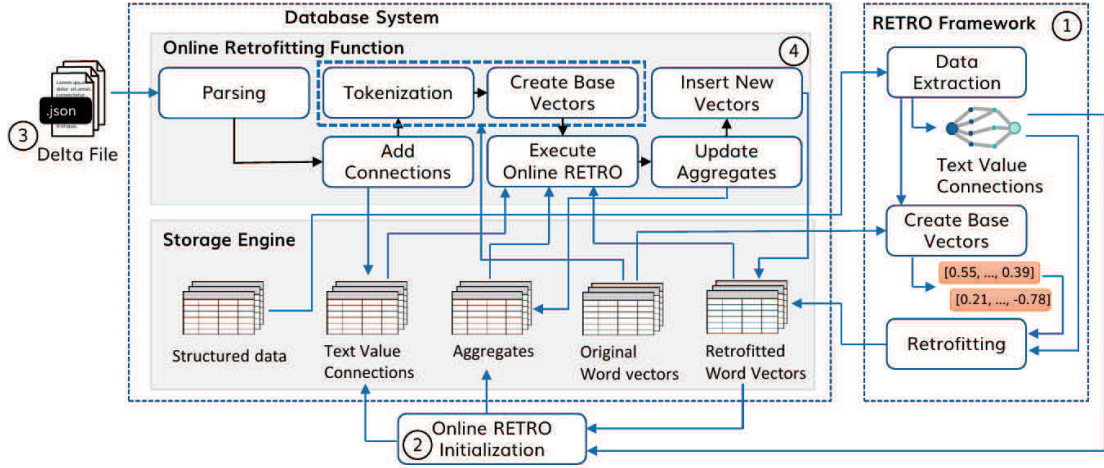 Database System
Online Retrofitting Function
4
Parsing
Tokenization
Create Base
Vectors
Insert New
Vectors
Add
Connections
Execute
Online RETRO
Update
Aggregates
.json
3
Delta File
Storage Engine
Structured data
Text Value
Connections
Aggregates
Original
Word vectors
Retrofitted
Word Vectors
2
Online RETRO
Initialization
RETRO Framework
1
Data
Extraction
Text Value
Connections
Create Base
Vectors
[0.55, ..., 0.39]
[0.21, ..., -0.78]
Retrofitting